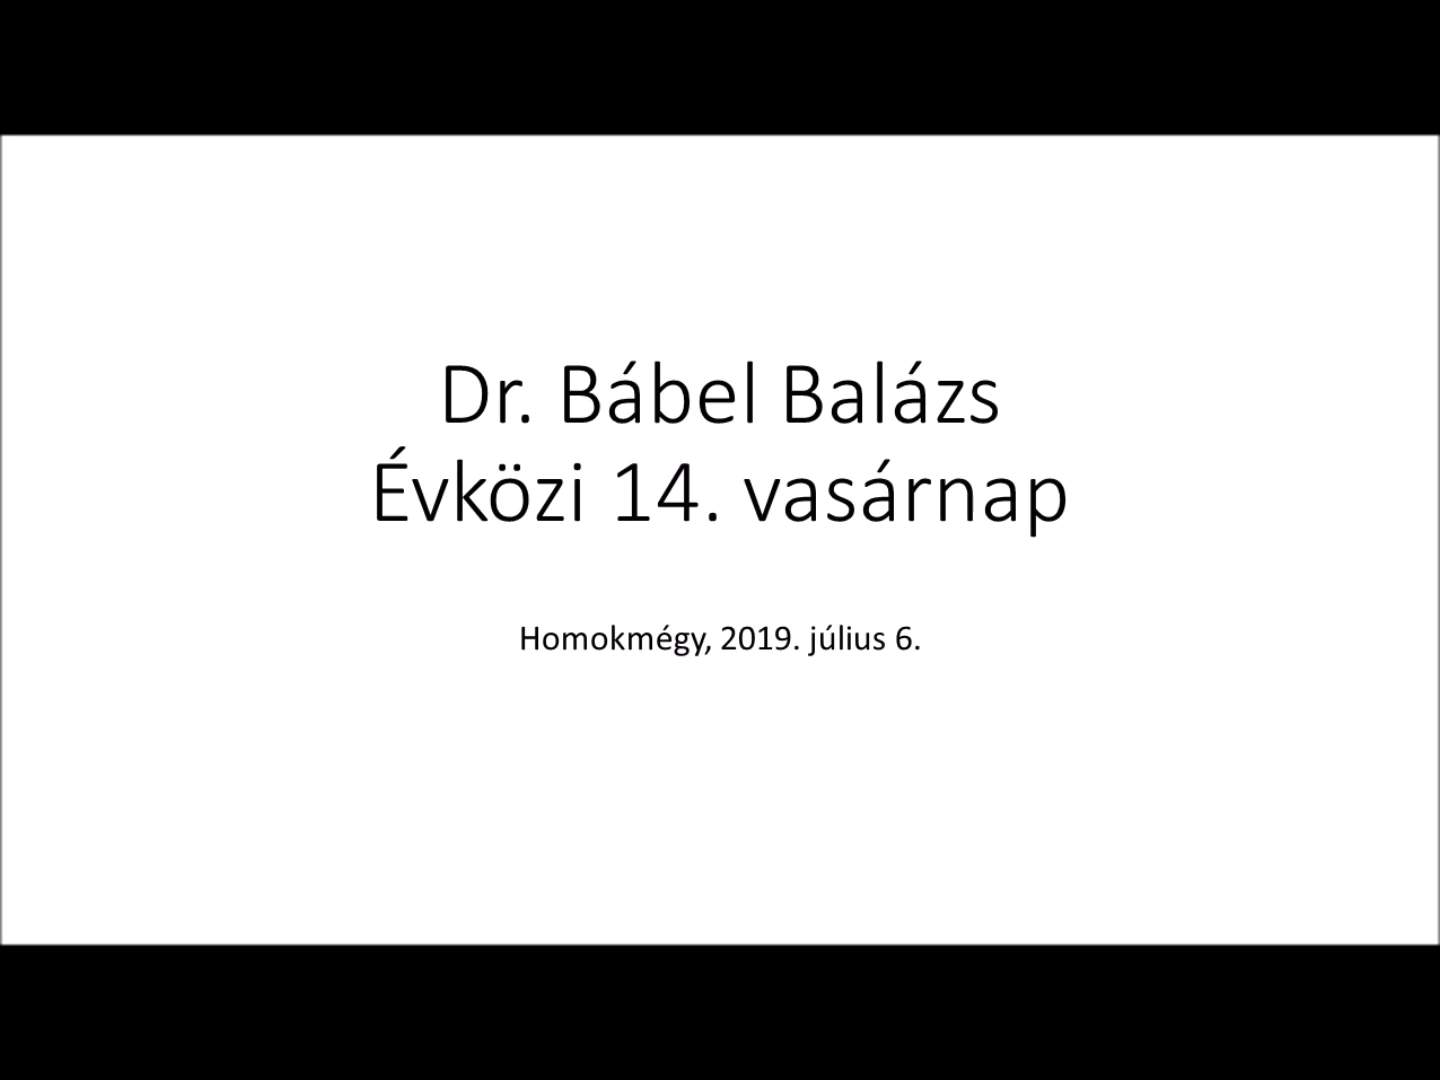 Dr. Bábel Balázs
Évközi 14. vasárnap
Homokmégy, 2019. július 6.